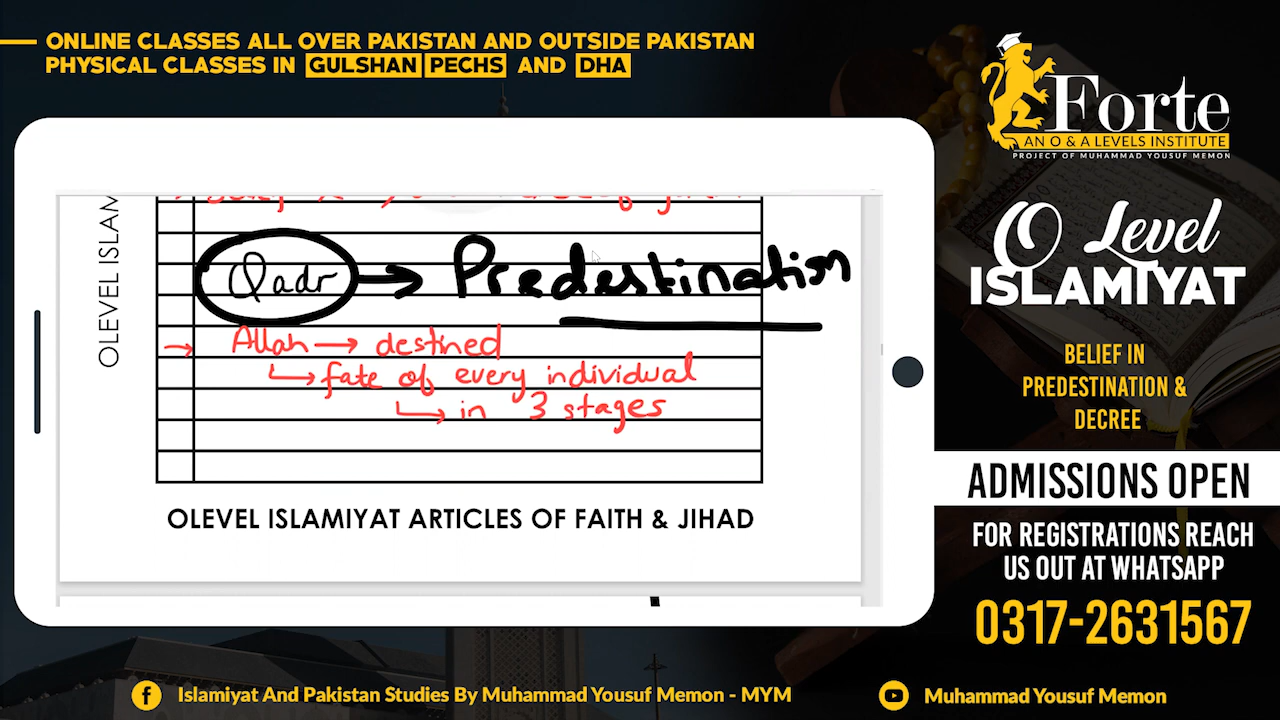 ONLINE CLASSES ALL OVER PAKISTAN AND OUTSIDE PAKISTAN
PHYSICAL CLASSES IN GULSHAN PECHS AND DHA
Forte
AN O & A LEVELS INSTITUTE
PROJECT OF MUHAMMAD YOUSUF MEMON
OLEVEL ISLAM
Qadr → Predestination
→ Allah → destined
↳ fate of every individual
↳ in 3 stages
OLEVEL ISLAMIYAT ARTICLES OF FAITH & JIHAD
O Level
ISLAMIYAT
BELIEF IN
PREDESTINATION &
DECREE
ADMISSIONS OPEN
FOR REGISTRATIONS REACH
US OUT AT WHATSAPP
0317-2631567
Islamiyat And Pakistan Studies By Muhammad Yousuf Memon - MYM
Muhammad Yousuf Memon